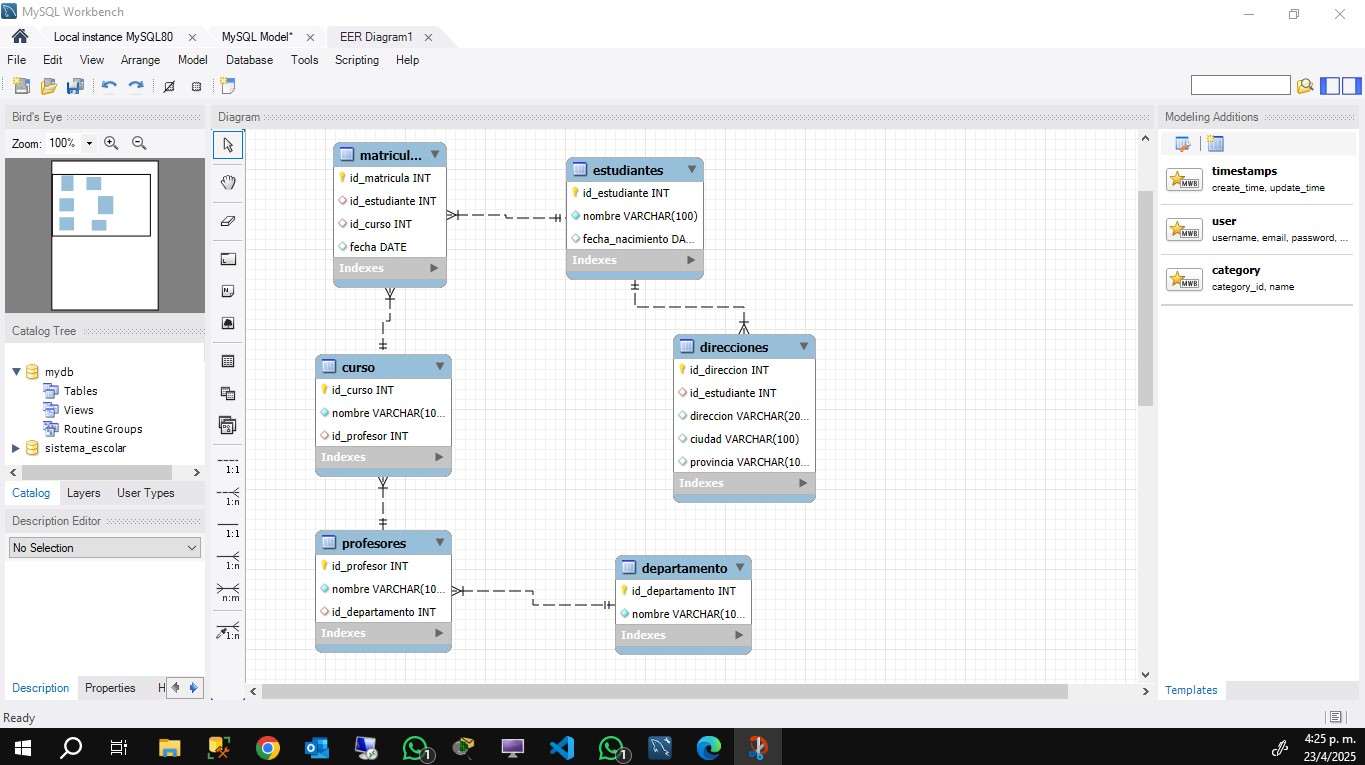 MySQL Workbench
Local instance MySQL80
MySQL Model*
EER Diagram1
File Edit View Arrange Model Database Tools Scripting Help
Bird's Eye
Zoom: 100%
Catalog Tree
mydb
Tables
Views
Routine Groups
sistema_escolar
Catalog Layers User Types
Description Editor
No Selection
Description Properties H
Diagram
1:1
1:n
1:1
1:n
n:m
1:n
matricul...
id_matricula INT
id_estudiante INT
id_curso INT
fecha DATE
Indexes
estudiantes
id_estudiante INT
nombre VARCHAR(100)
fecha_nacimiento DA...
Indexes
curso
id_curso INT
nombre VARCHAR(10...
id_profesor INT
Indexes
direcciones
id_direccion INT
id_estudiante INT
direccion VARCHAR(20...
ciudad VARCHAR(100)
provincia VARCHAR(10...
Indexes
profesores
id_profesor INT
nombre VARCHAR(10...
id_departamento INT
Indexes
departamento
id_departamento INT
nombre VARCHAR(10...
Indexes
Modeling Additions
MWB
timestamps
create_time, update_time
MWB
user
username, email, password, ...
MWB
category
category_id, name
Templates
Ready
1
1
4:25 p. m.
23/4/2025